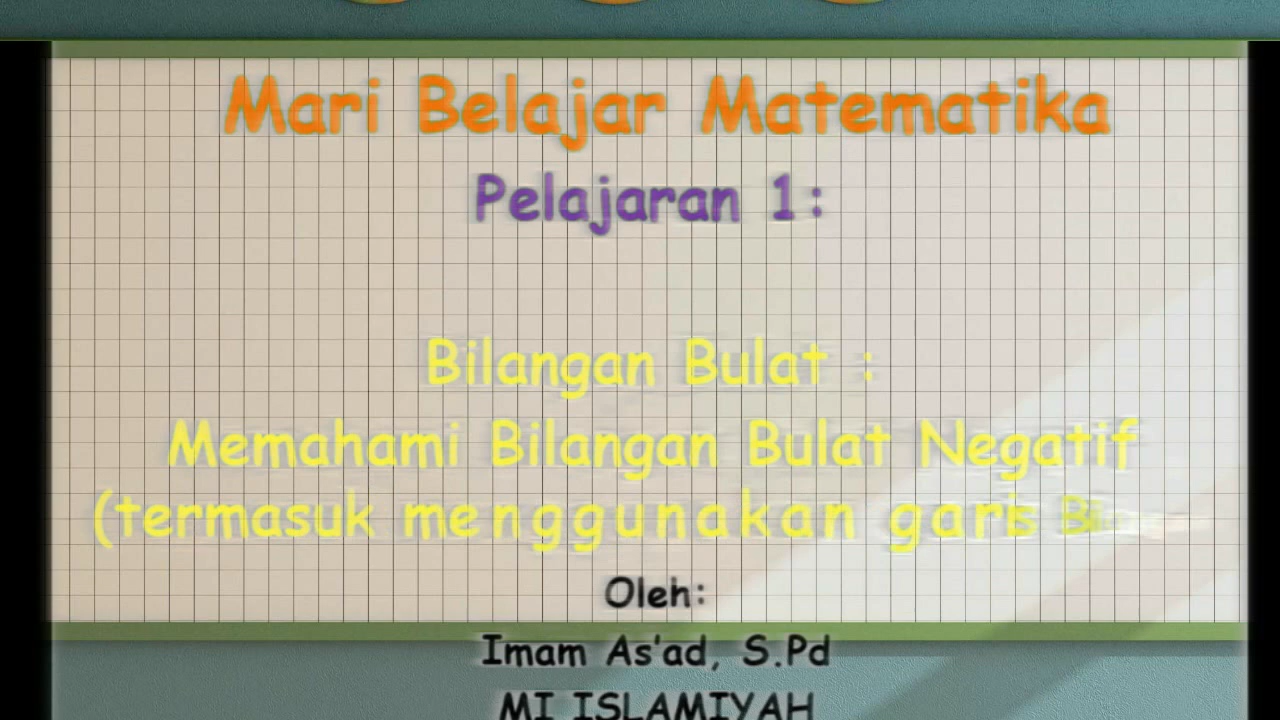 Mari Belajar Matematika
Pelajaran 1:
Bilangan Bulat :
Memahami Bilangan Bulat Negatif
(termasuk menggunakan garis
Oleh:
Imam As'ad, S.Pd
MI ISLAMIYAH